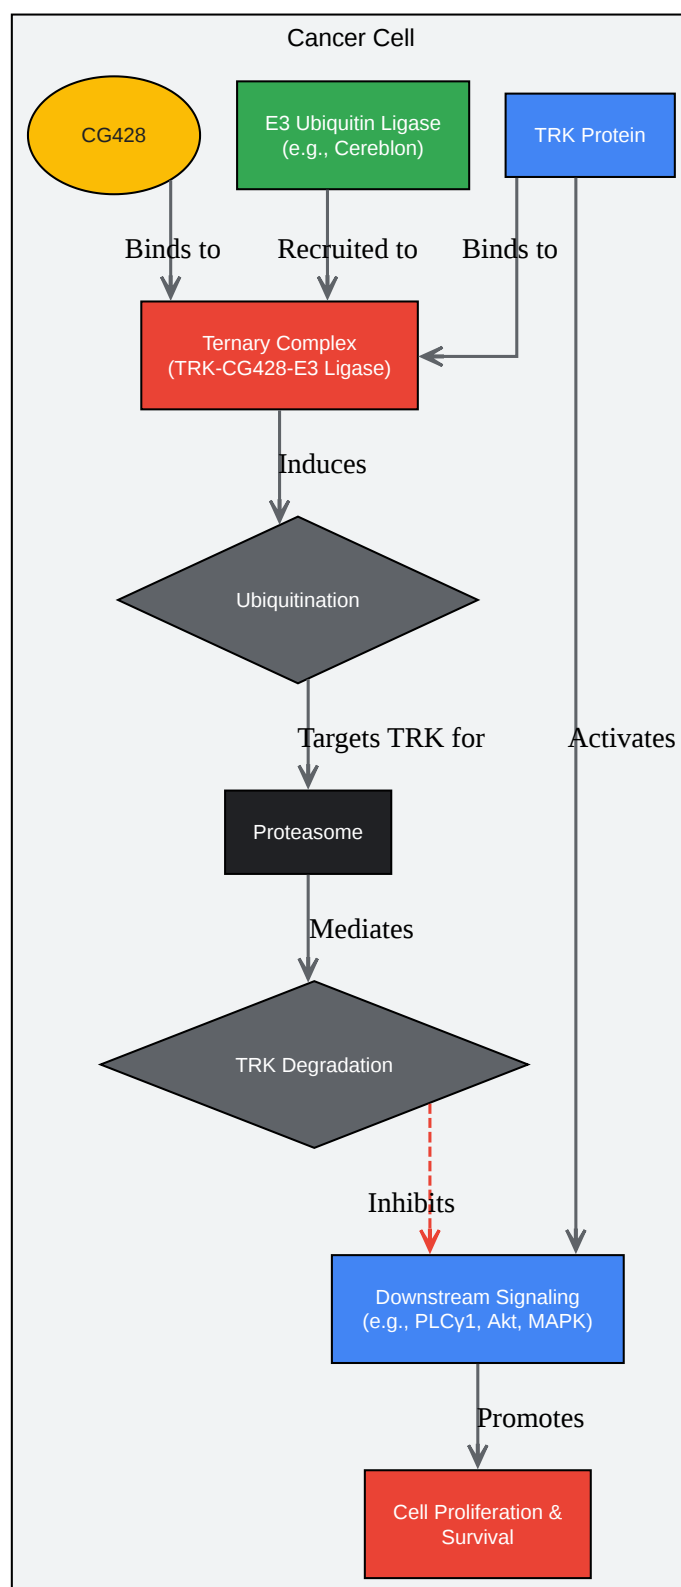 Cancer Cell
CG428
E3 Ubiquitin Ligase
(e.g., Cereblon)
TRK Protein
Binds to
Recruited to
Binds to
Ternary Complex
(TRK-CG428-E3 Ligase)
Induces
Ubiquitination
Targets TRK for
Activates
Proteasome
Mediates
TRK Degradation
Inhibits
Downstream Signaling
(e.g., PLCγ1, Akt, MAPK)
Promotes
Cell Proliferation &
Survival